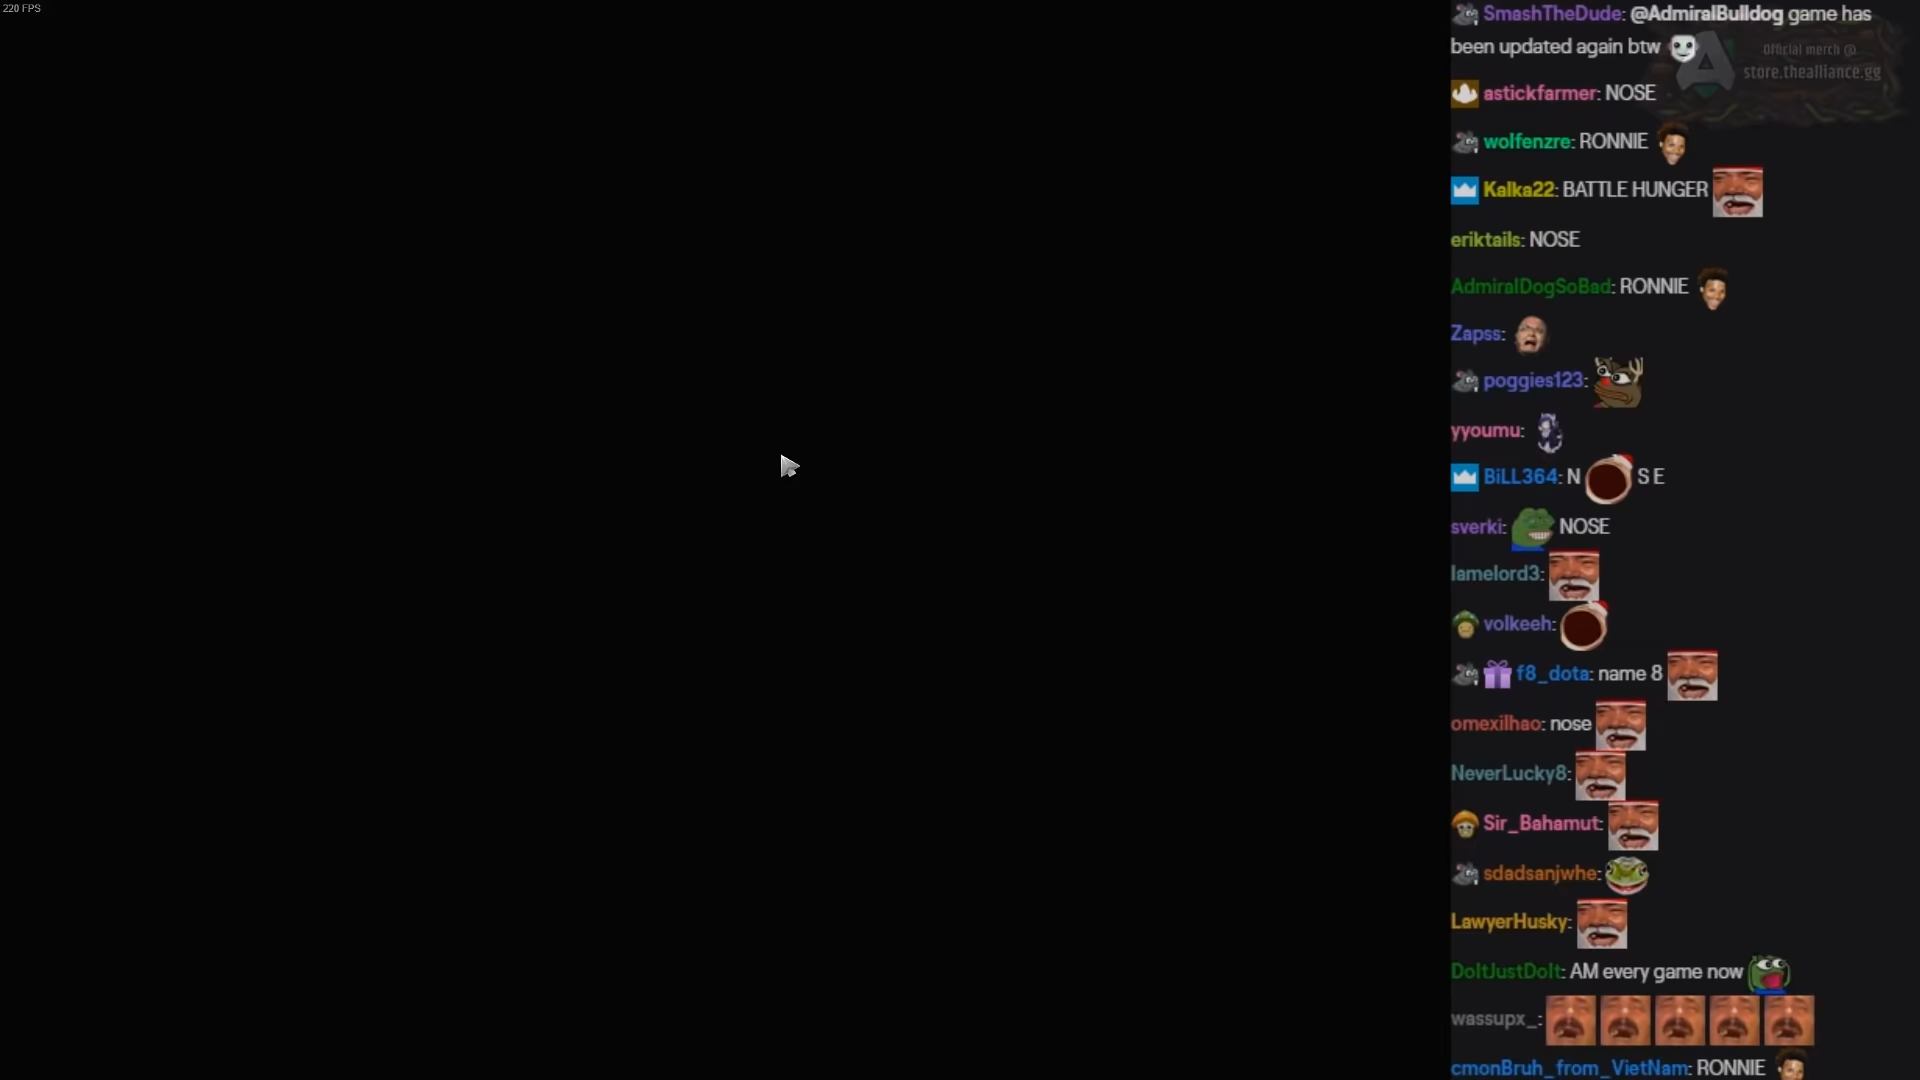 220 FPS
SmashTheDude: @AdmiralBulldog game has
been updated again btw
Official merch @
store.thealliance.gg
astickfarmer: NOSE
wolfenzre: RONNIE
Kalka22: BATTLE HUNGER
eriktails: NOSE
AdmiralDogSoBad: RONNIE
Zapss:
poggies123:
yyoumu:
BiLL364: N S E
sverki: NOSE
lamelord3:
volkeeh:
f8_dota: name 8
omexilhao: nose
NeverLucky8:
Sir_Bahamut:
sdadsanjwhe:
LawyerHusky:
DoItJustDoIt: AM every game now
wassupx_:
cmonBruh_from_VietNam: RONNIE